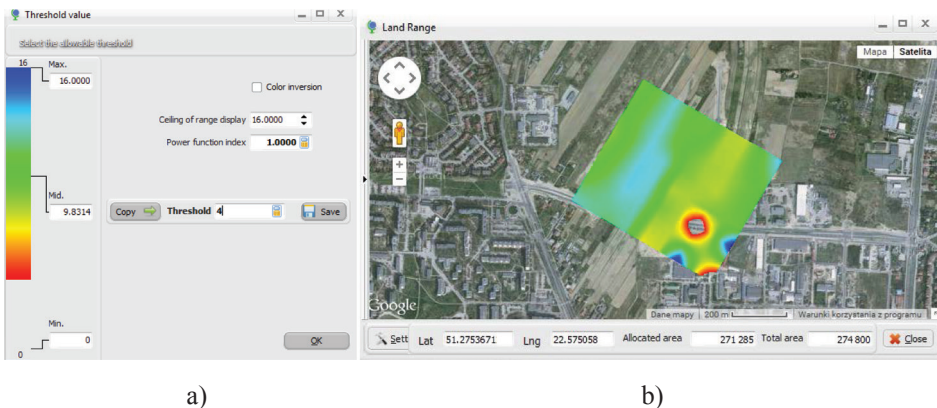 Threshold value
Select the allowable threshold
16 Max.
16.0000
Color inversion
Ceiling of range display 16.0000
Power function index 1.0000
Mid.
9.8314
Copy Threshold 4 Save
Min.
0
0
OK
a)
Land Range
Mapa Satelita
+
−
Google
Dane mapy 200 m Warunki korzystania z programu
Sett Lat 51.2753671 Lng 22.575058 Allocated area 271 285 Total area 274 800 Close
b)